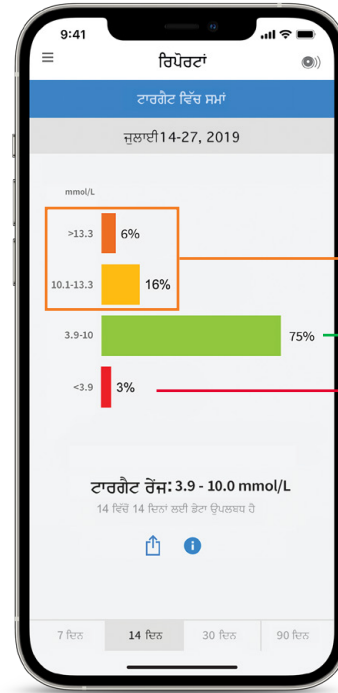 9:41
ਰਿਪੋਰਟਾਂ
ਟਾਰਗੈਟ ਵਿੱਚ ਸਮਾਂ
ਜੁਲਾਈ14-27, 2019
mmol/L
>13.3 6%
10.1-13.3 16%
3.9-10 75%
<3.9 3%
ਟਾਰਗੈਟ ਰੇਂਜ: 3.9 - 10.0 mmol/L
14 ਵਿੱਚੋਂ 14 ਦਿਨਾਂ ਲਈ ਡੇਟਾ ਉਪਲਬਧ ਹੈ
7 ਦਿਨ 14 ਦਿਨ 30 ਦਿਨ 90 ਦਿਨ